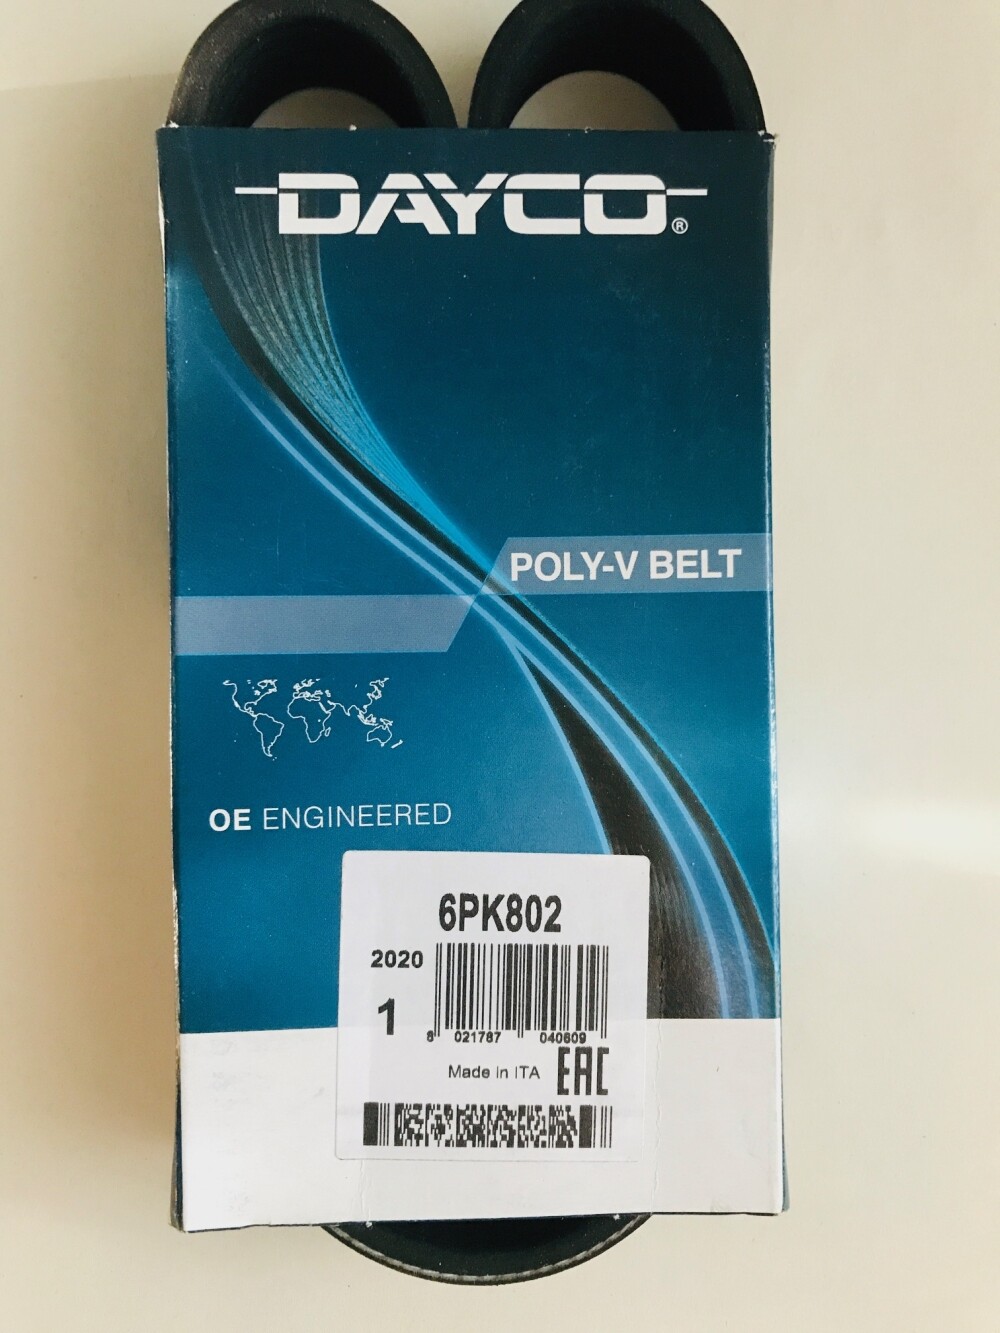 DAYCO®
POLY-V BELT
OE ENGINEERED
6PK802
2020
1
8 021787 040609
Made in ITA
EAC